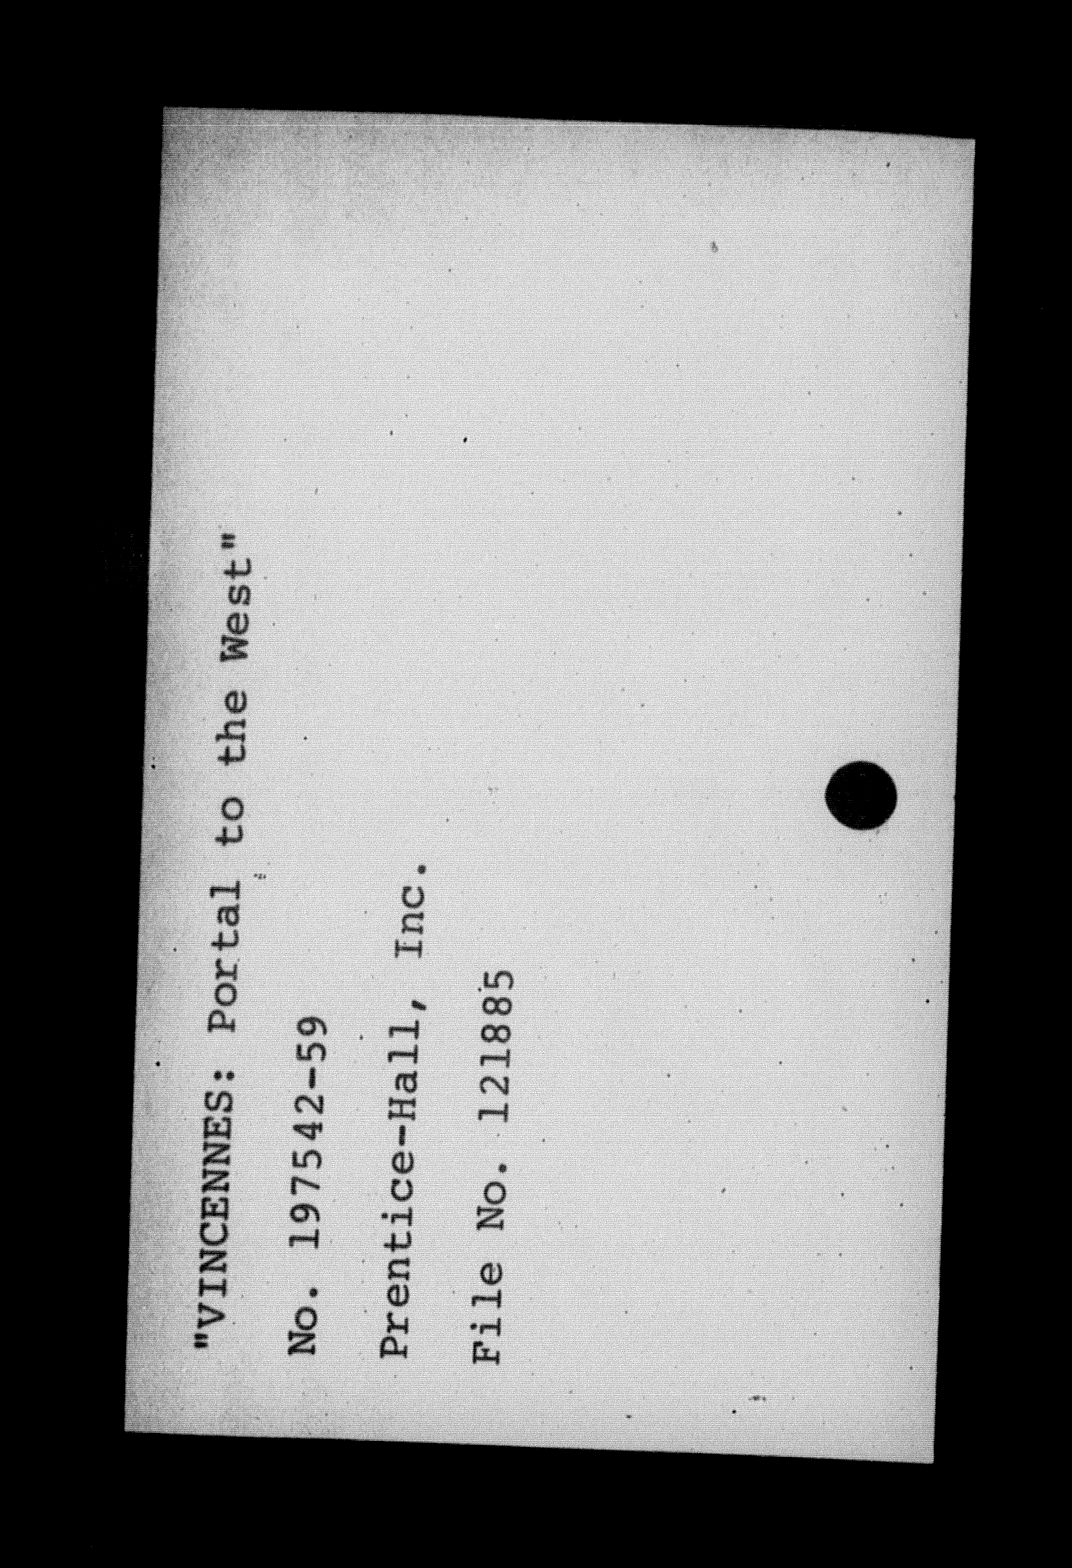 "VINCENNES: Portal to the West"
No. 197542-59
Prentice-Hall, Inc.
File No. 121885